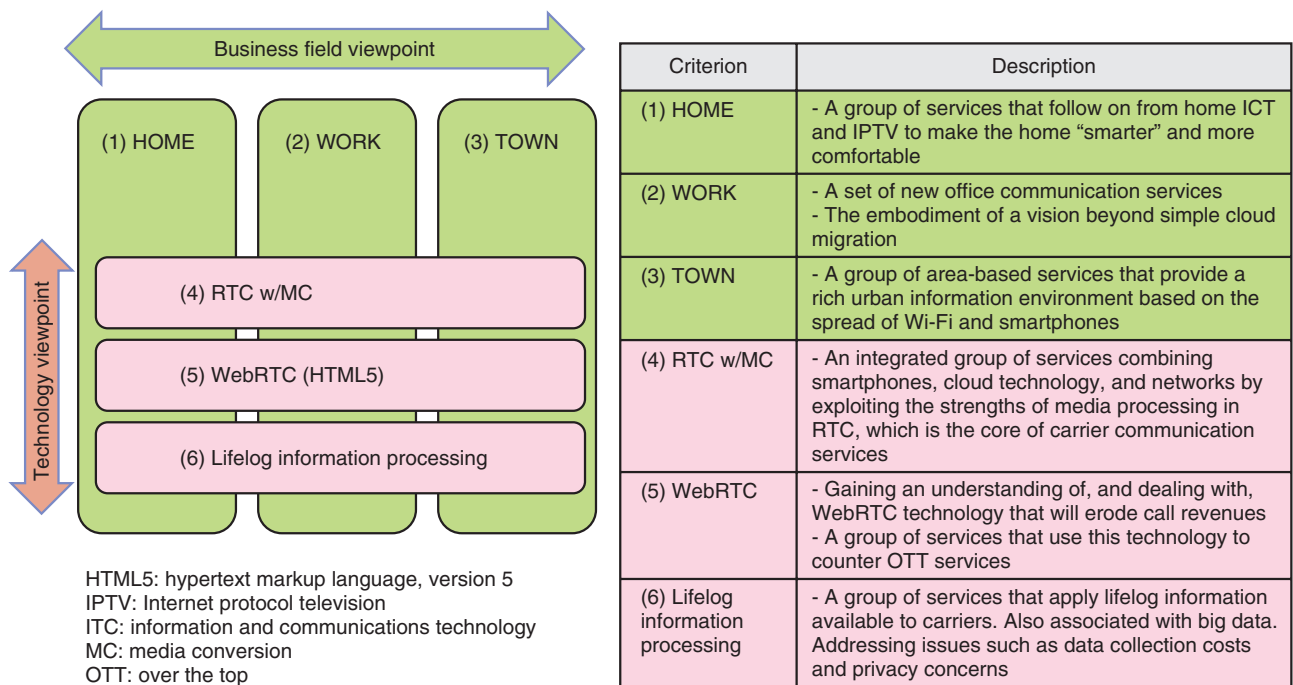 Business field viewpoint
(1) HOME
(2) WORK
(3) TOWN
Technology viewpoint
(4) RTC w/MC
(5) WebRTC (HTML5)
(6) Lifelog information processing
HTML5: hypertext markup language, version 5
IPTV: Internet protocol television
ITC: information and communications technology
MC: media conversion
OTT: over the top
Criterion
Description
(1) HOME
- A group of services that follow on from home ICT
and IPTV to make the home “smarter” and more
comfortable
(2) WORK
- A set of new office communication services
- The embodiment of a vision beyond simple cloud
migration
(3) TOWN
- A group of area-based services that provide a
rich urban information environment based on the
spread of Wi-Fi and smartphones
(4) RTC w/MC
- An integrated group of services combining
smartphones, cloud technology, and networks by
exploiting the strengths of media processing in
RTC, which is the core of carrier communication
services
(5) WebRTC
- Gaining an understanding of, and dealing with,
WebRTC technology that will erode call revenues
- A group of services that use this technology to
counter OTT services
(6) Lifelog
information
processing
- A group of services that apply lifelog information
available to carriers. Also associated with big data.
Addressing issues such as data collection costs
and privacy concerns